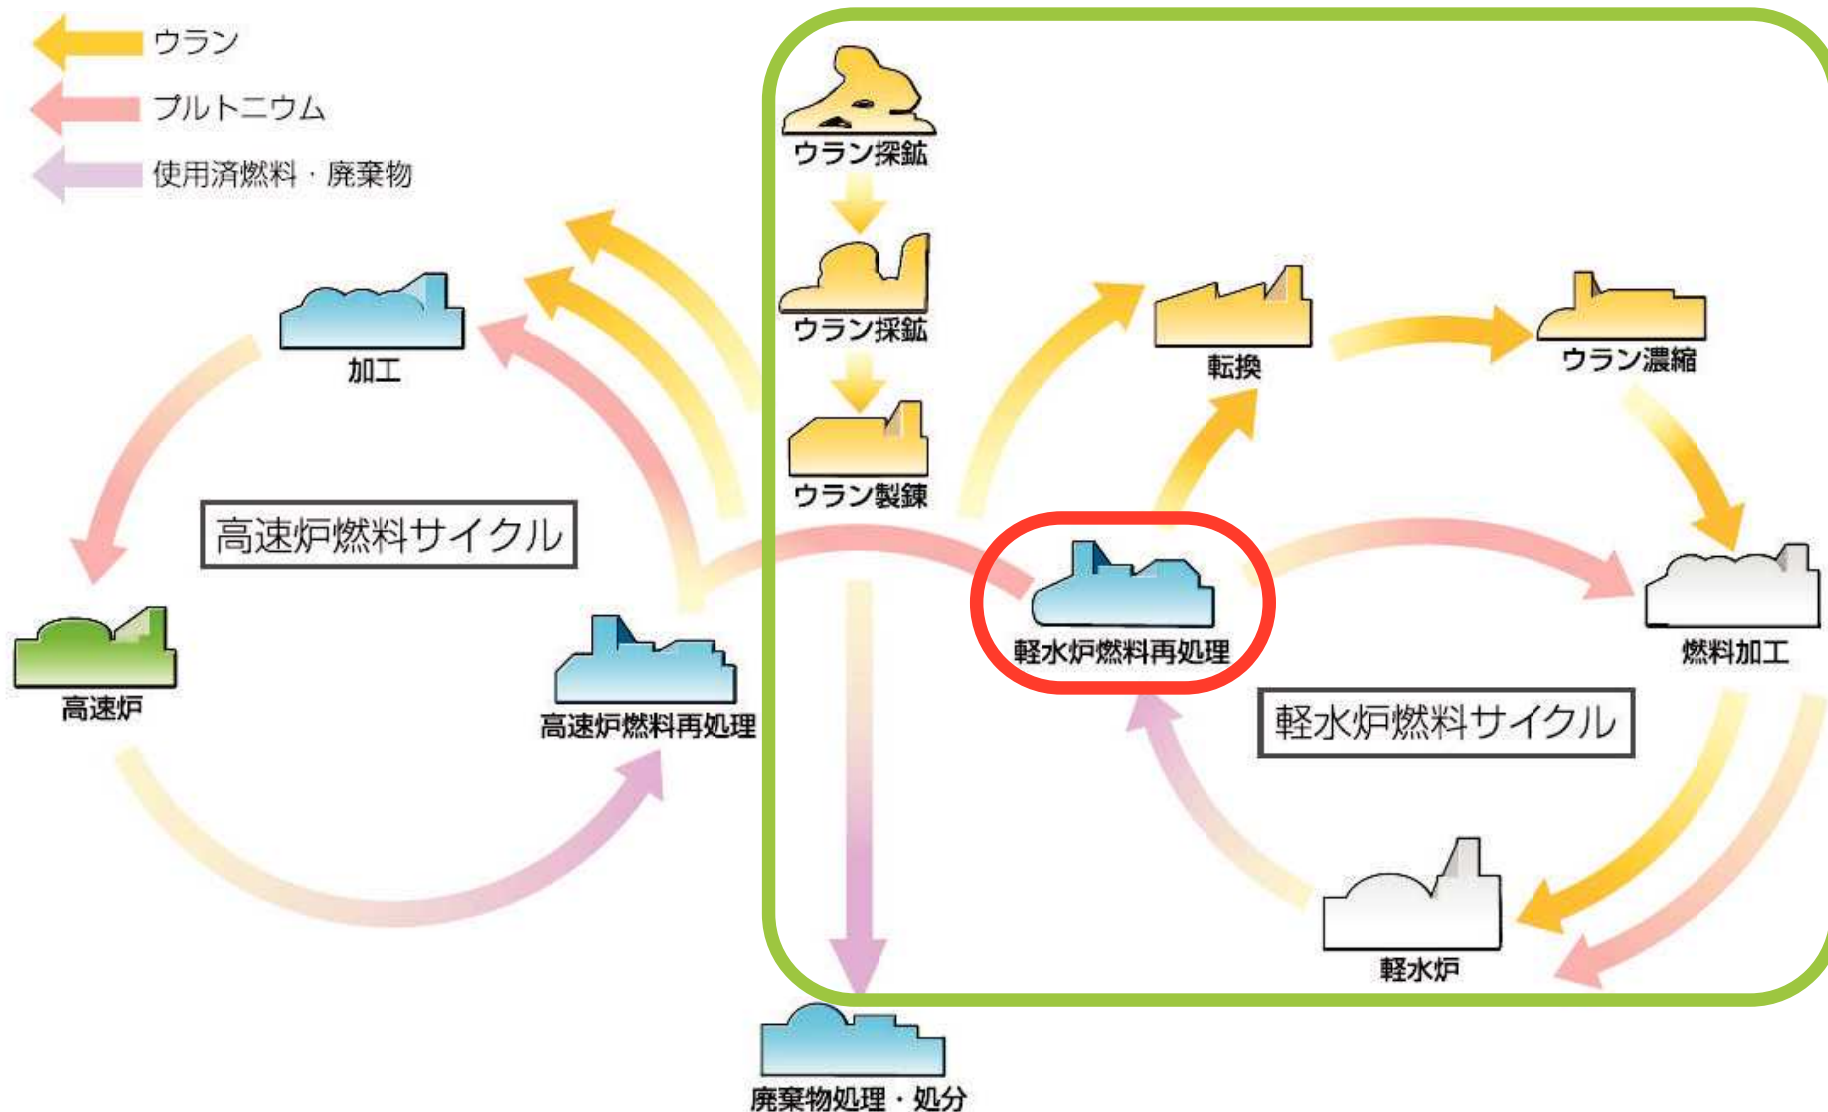 ウラン
プルトニウム
使用済燃料・廃棄物
ウラン探鉱
ウラン探鉱
ウラン製錬
転換
ウラン濃縮
加工
高速炉燃料サイクル
高速炉
高速炉燃料再処理
軽水炉燃料再処理
燃料加工
軽水炉燃料サイクル
軽水炉
廃棄物処理・処分